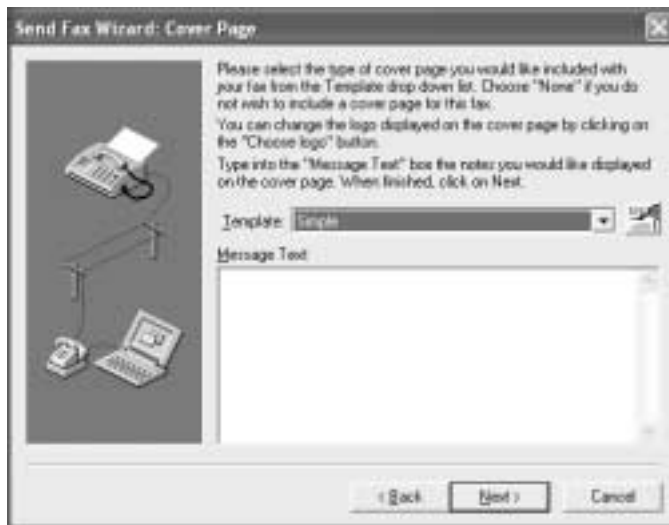 Send Fax Wizard: Cover Page
Please select the type of cover page you would like included with
your fax from the Template drop down list. Choose "None" if you do
not wish to include a cover page for this fax.
You can change the logo displayed on the cover page by clicking on
the "Choose logo" button.
Type into the "Message Text" box the notes you would like displayed
on the cover page. When finished, click on Next.
Template: Simple
Message Text:
< Back Next > Cancel